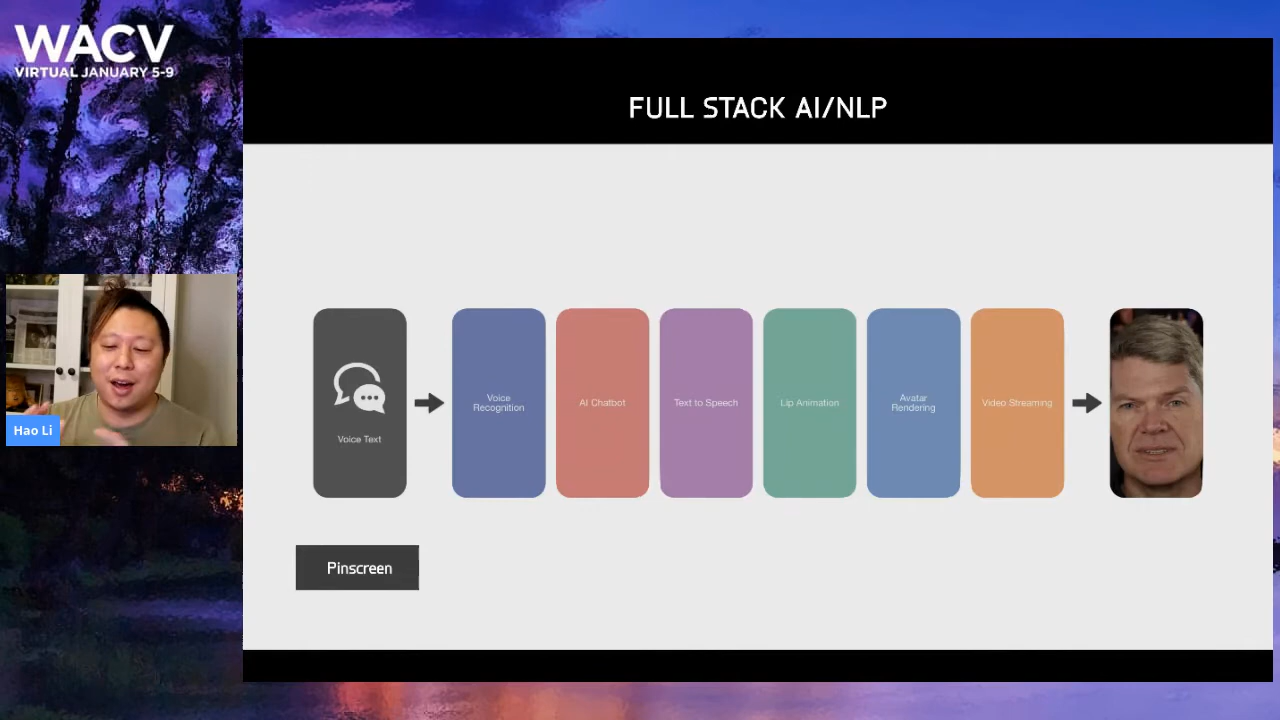 WACV
VIRTUAL JANUARY 5-9
FULL STACK AI/NLP
Voice Text
Voice
Recognition
AI Chatbot
Text to Speech
Lip Animation
Avatar
Rendering
Video Streaming
Hao Li
Pinscreen